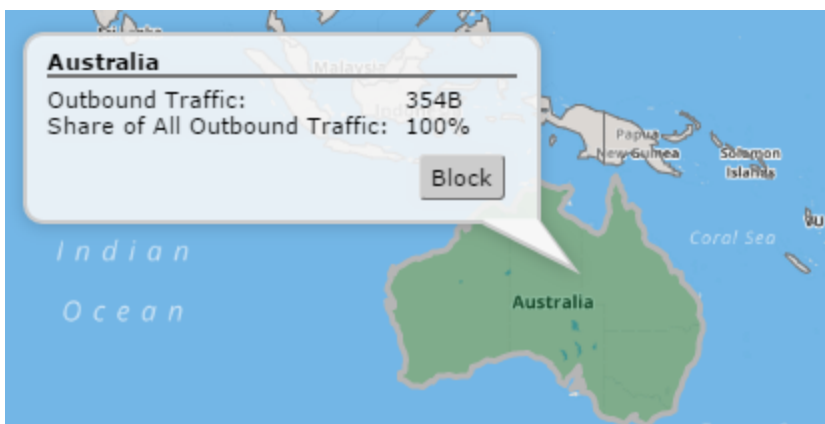 Australia
Malaysia
Outbound Traffic: 354B
Share of All Outbound Traffic: 100%
Block
Papua
New Guinea
Solomon
Islands
Coral Sea
Indian
Ocean
Australia